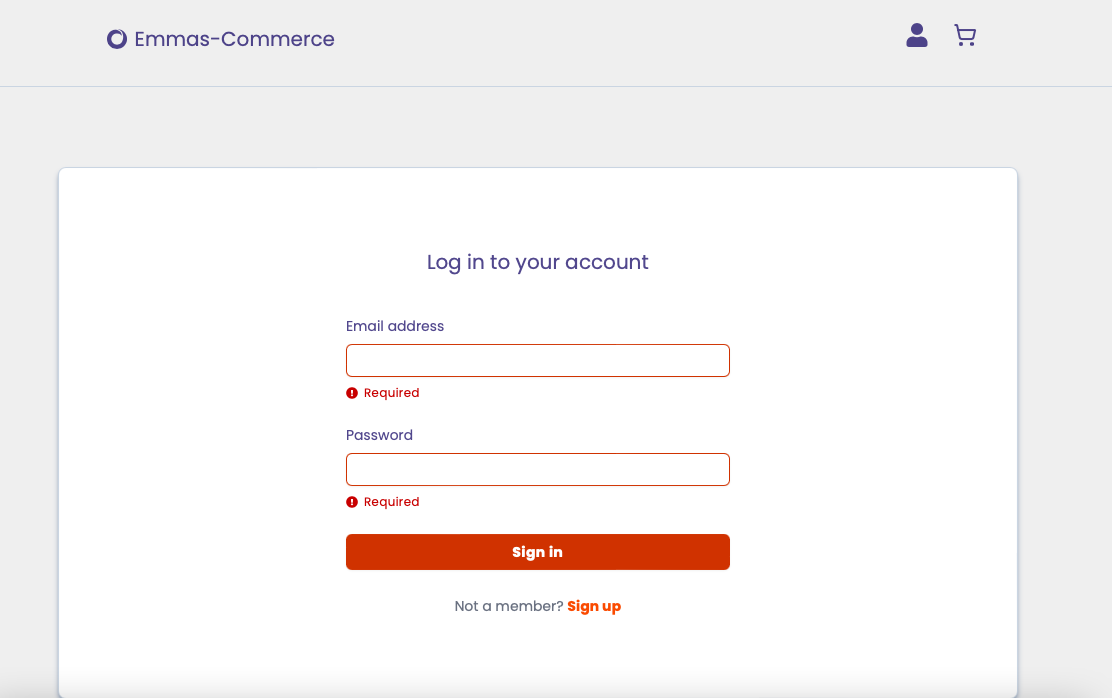 Emmas-Commerce
Log in to your account
Email address
Required
Password
Required
Sign in
Not a member? Sign up